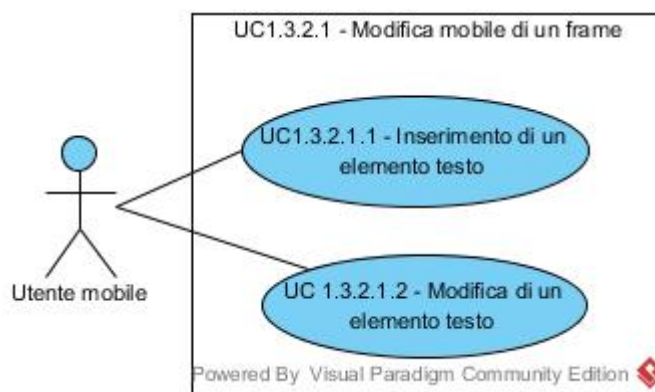 UC1.3.2.1 - Modifica mobile di un frame
UC1.3.2.1.1 - Inserimento di un
elemento testo
Utente mobile
UC 1.3.2.1.2 - Modifica di un
elemento testo
Powered By Visual Paradigm Community Edition